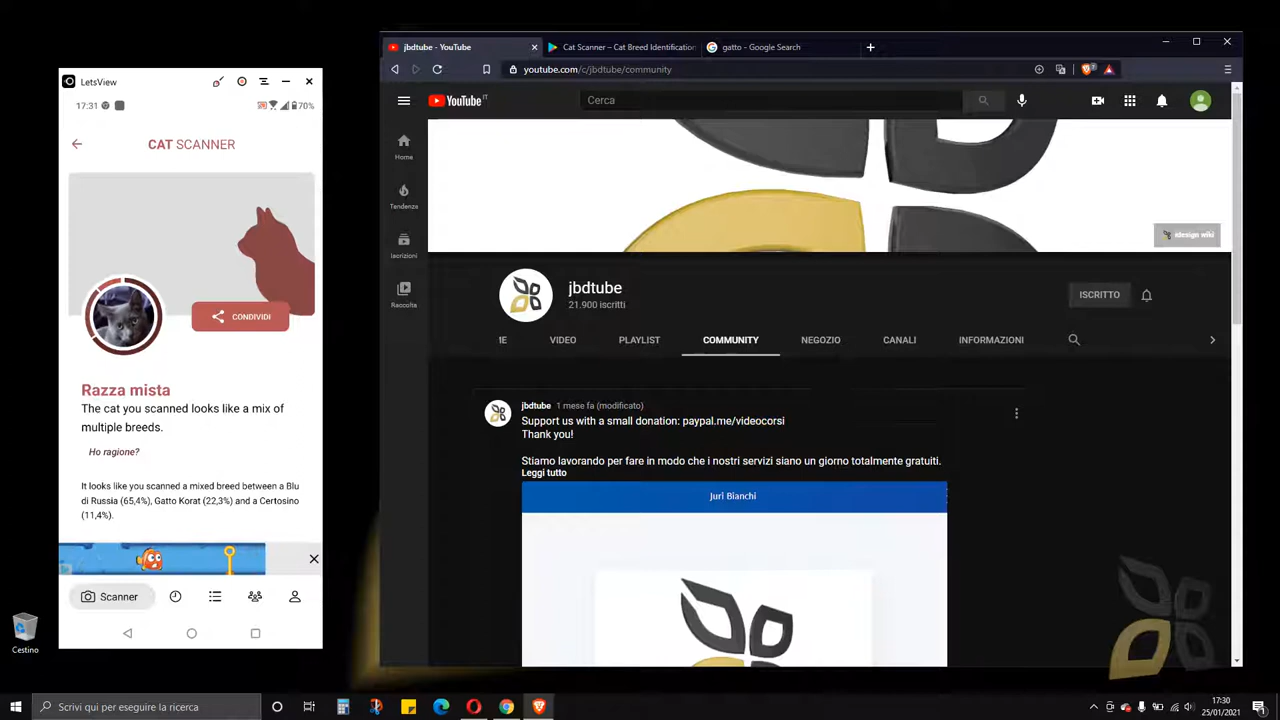 LetsView
17:31
70%
CAT SCANNER
CONDIVIDI
Razza mista
The cat you scanned looks like a mix of
multiple breeds.
Ho ragione?
It looks like you scanned a mixed breed between a Blu
di Russia (65,4%), Gatto Korat (22,3%) and a Certosino
(11,4%).
Scanner
jbdtube - YouTube
Cat Scanner – Cat Breed Identification
gatto - Google Search
youtube.com/c/jbdtube/community
YouTube IT
Cerca
Home
Tendenze
Iscrizioni
Raccolta
idesign wiki
jbdtube
21.900 iscritti
ISCRITTO
ME
VIDEO
PLAYLIST
COMMUNITY
NEGOZIO
CANALI
INFORMAZIONI
jbdtube 1 mese fa (modificato)
Support us with a small donation: paypal.me/videocorsi
Thank you!
Stiamo lavorando per fare in modo che i nostri servizi siano un giorno totalmente gratuiti.
Leggi tutto
Juri Bianchi
Cestino
Scrivi qui per eseguire la ricerca
17:30
25/01/2021